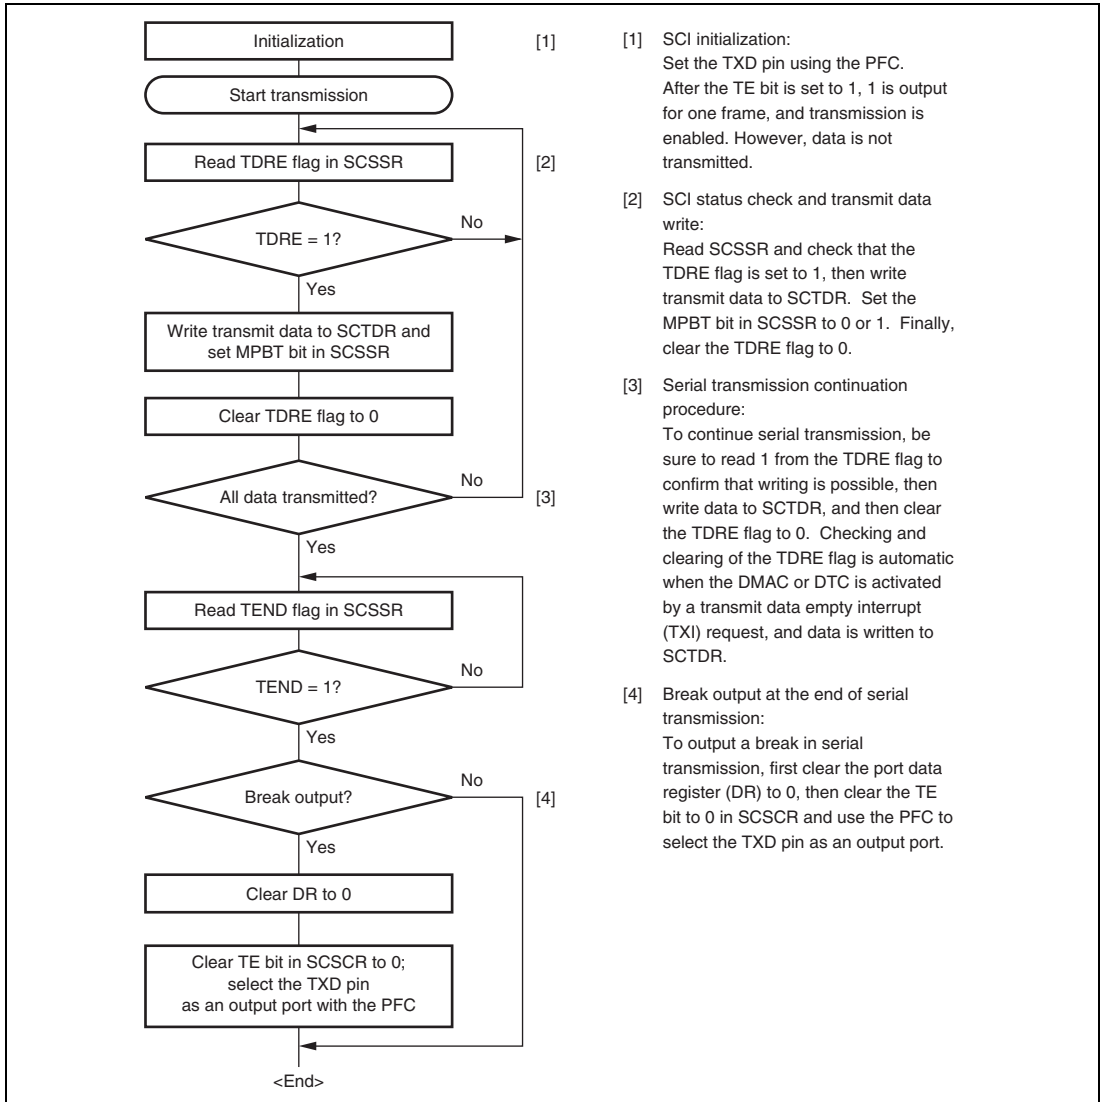 Initialization
[1]
Start transmission
Read TDRE flag in SCSSR
[2]
TDRE = 1?
No
Yes
Write transmit data to SCTDR and
set MPBT bit in SCSSR
Clear TDRE flag to 0
All data transmitted?
No
[3]
Yes
Read TEND flag in SCSSR
TEND = 1?
No
Yes
Break output?
No
[4]
Yes
Clear DR to 0
Clear TE bit in SCSCR to 0;
select the TXD pin
as an output port with the PFC
<End>
[1] SCI initialization:
Set the TXD pin using the PFC.
After the TE bit is set to 1, 1 is output
for one frame, and transmission is
enabled. However, data is not
transmitted.
[2] SCI status check and transmit data
write:
Read SCSSR and check that the
TDRE flag is set to 1, then write
transmit data to SCTDR. Set the
MPBT bit in SCSSR to 0 or 1. Finally,
clear the TDRE flag to 0.
[3] Serial transmission continuation
procedure:
To continue serial transmission, be
sure to read 1 from the TDRE flag to
confirm that writing is possible, then
write data to SCTDR, and then clear
the TDRE flag to 0. Checking and
clearing of the TDRE flag is automatic
when the DMAC or DTC is activated
by a transmit data empty interrupt
(TXI) request, and data is written to
SCTDR.
[4] Break output at the end of serial
transmission:
To output a break in serial
transmission, first clear the port data
register (DR) to 0, then clear the TE
bit to 0 in SCSCR and use the PFC to
select the TXD pin as an output port.